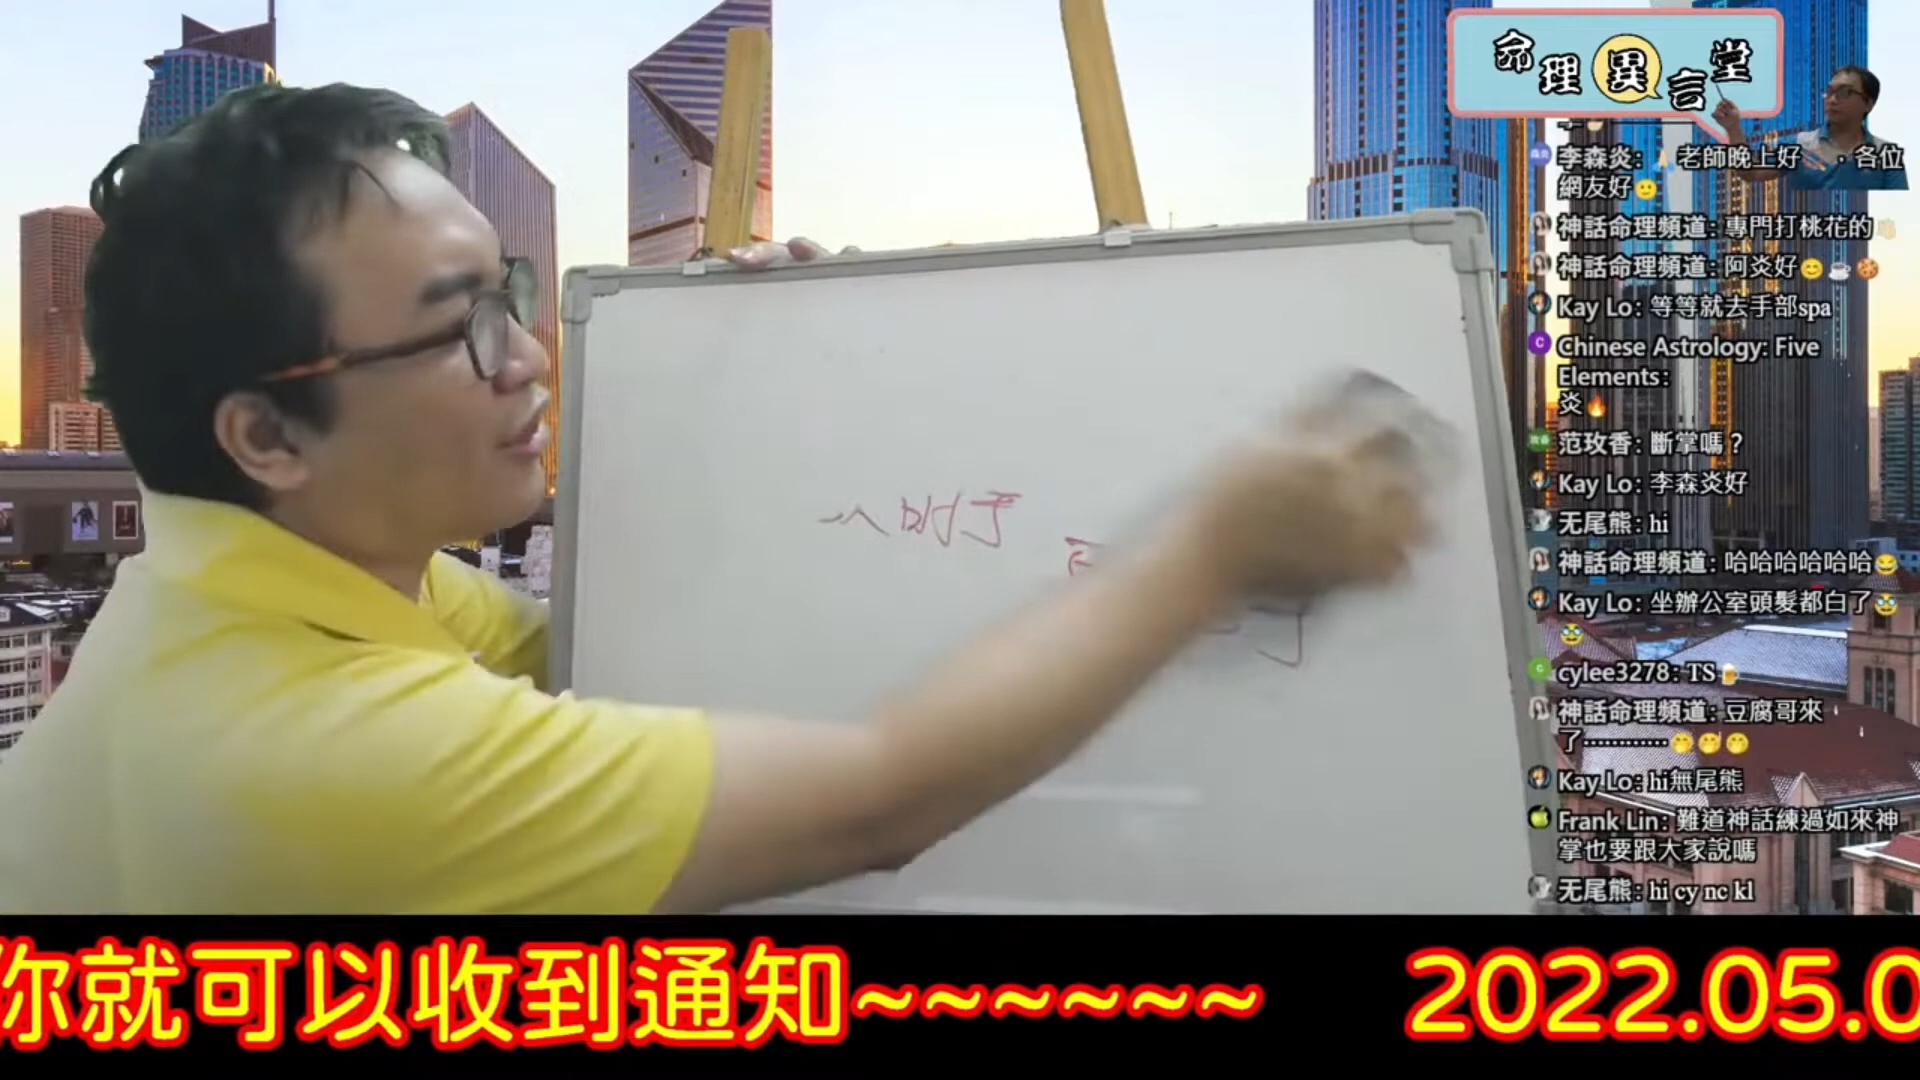 命理異言堂
李森炎: 🙏老師晚上好 · 各位
網友好🙂
神話命理頻道: 專門打桃花的
神話命理頻道: 阿炎好😊☕🍪
Kay Lo: 等等就去手部spa
Chinese Astrology: Five
Elements:
炎🔥
范玫香: 斷掌嗎？
Kay Lo: 李森炎好
无尾熊: hi
神話命理頻道: 哈哈哈哈哈哈😂
Kay Lo: 坐辦公室頭髮都白了🥸
🥸
cylee3278: TS🍺
神話命理頻道: 豆腐哥來
了…………🤭🤭🤭
Kay Lo: hi無尾熊
Frank Lin: 難道神話練過如來神
掌也要跟大家說嗎
无尾熊: hi cy nc kl
你就可以收到通知~~~~~~ 2022.05.0